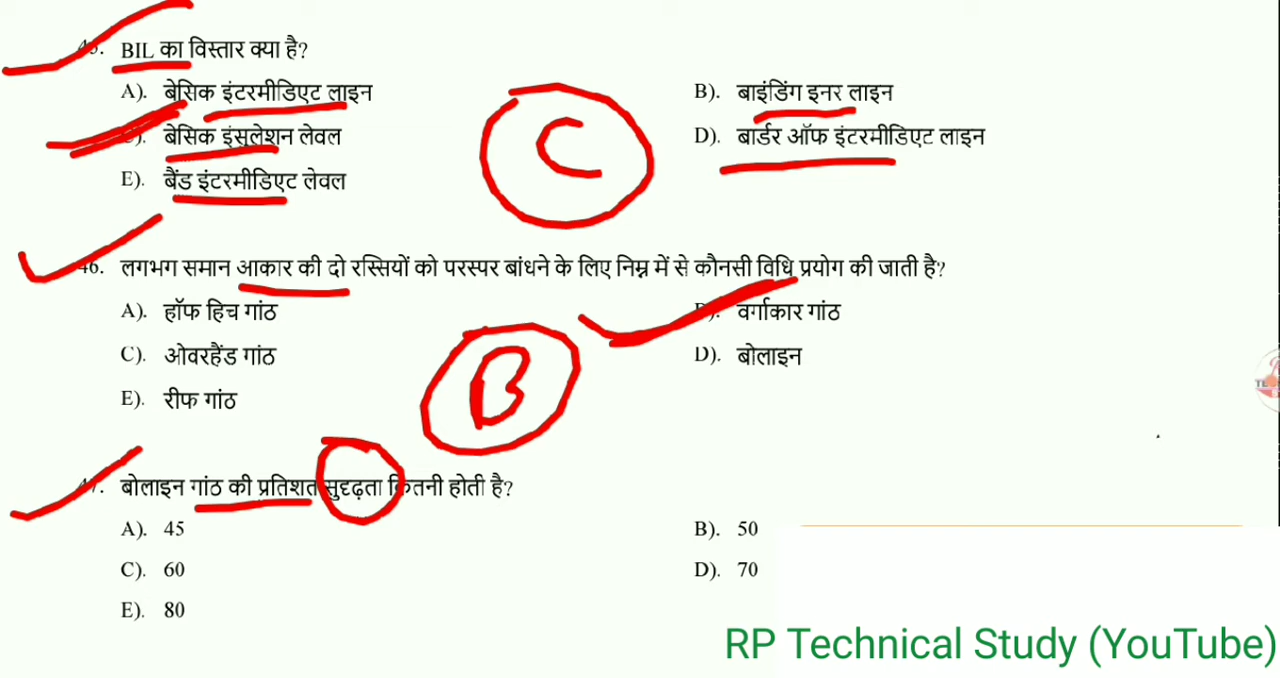 BIL का विस्तार क्या है?
A). बेसिक इंटरमीडिएट लाइन B). बाइंडिंग इनर लाइन
बेसिक इंसुलेशन लेवल D). बार्डर ऑफ इंटरमीडिएट लाइन
E). बैंड इंटरमीडिएट लेवल
C
46. लगभग समान आकार की दो रस्सियों को परस्पर बांधने के लिए निम्न में से कौनसी विधि प्रयोग की जाती है?
A). हॉफ हिच गांठ B). वर्गाकार गांठ
C). ओवरहैंड गांठ D). बोलाइन
E). रीफ गांठ
B
बोलाइन गांठ की प्रतिशत सुदृढ़ता कितनी होती है?
A). 45 B). 50
C). 60 D). 70
E). 80
RP Technical Study (YouTube)